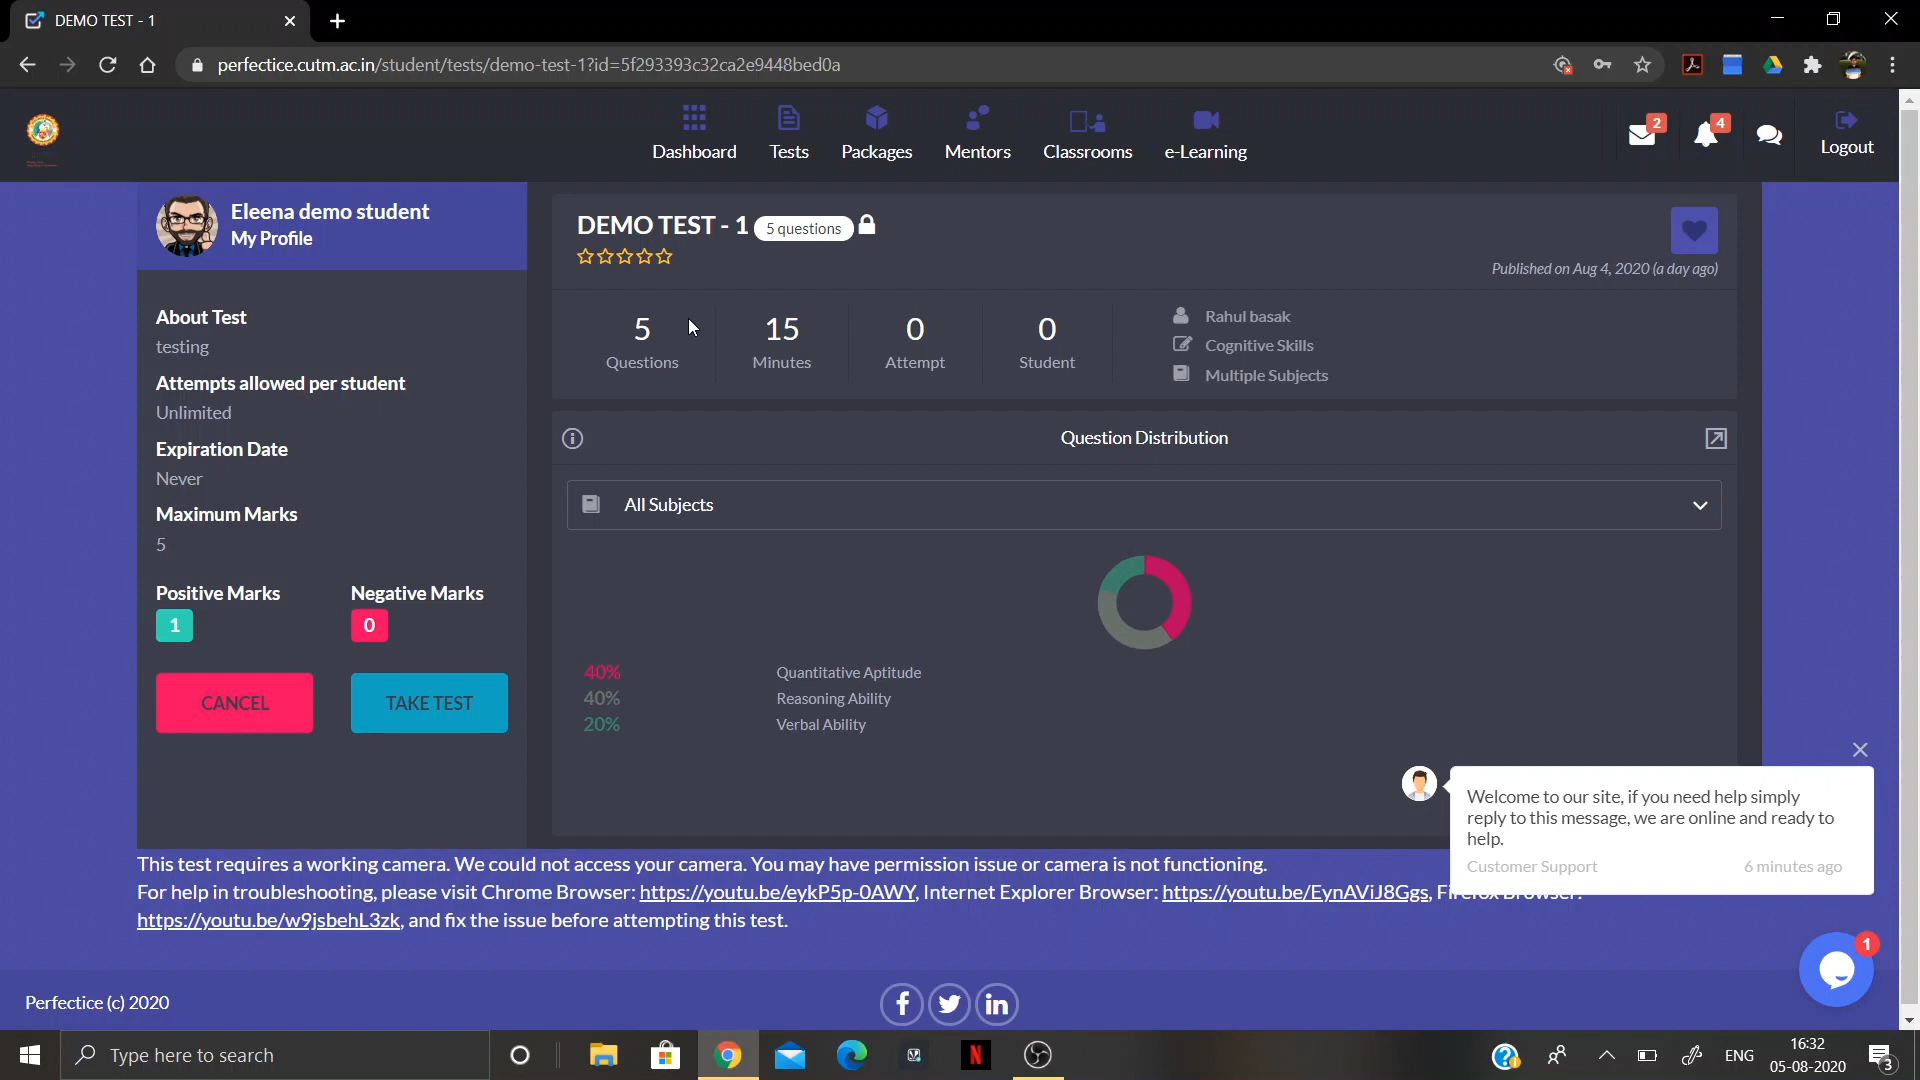 DEMO TEST - 1
perfectice.cutm.ac.in/student/tests/demo-test-1?id=5f293393c32ca2e9448bed0a
Dashboard
Tests
Packages
Mentors
Classrooms
e-Learning
2
4
Logout
Eleena demo student
My Profile
About Test
testing
Attempts allowed per student
Unlimited
Expiration Date
Never
Maximum Marks
5
Positive Marks
Negative Marks
1
0
CANCEL
TAKE TEST
DEMO TEST - 1 5 questions
Published on Aug 4, 2020 (a day ago)
5
Questions
15
Minutes
0
Attempt
0
Student
Rahul basak
Cognitive Skills
Multiple Subjects
Question Distribution
All Subjects
40% Quantitative Aptitude
40% Reasoning Ability
20% Verbal Ability
Welcome to our site, if you need help simply
reply to this message, we are online and ready to
help.
Customer Support 6 minutes ago
This test requires a working camera. We could not access your camera. You may have permission issue or camera is not functioning.
For help in troubleshooting, please visit Chrome Browser: https://youtu.be/eykP5p-0AWY, Internet Explorer Browser: https://youtu.be/EynAViJ8Ggs, Firefox Browser:
https://youtu.be/w9jsbehL3zk, and fix the issue before attempting this test.
1
Perfectice (c) 2020
Type here to search
ENG
16:32
05-08-2020
3